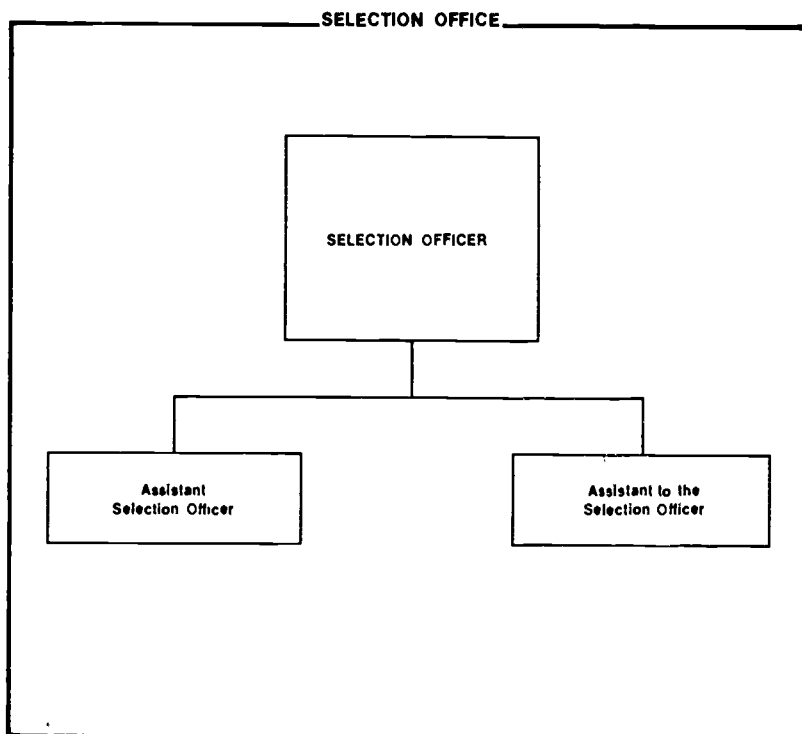 SELECTION OFFICE
SELECTION OFFICER
Assistant
Selection Officer
Assistant to the
Selection Officer